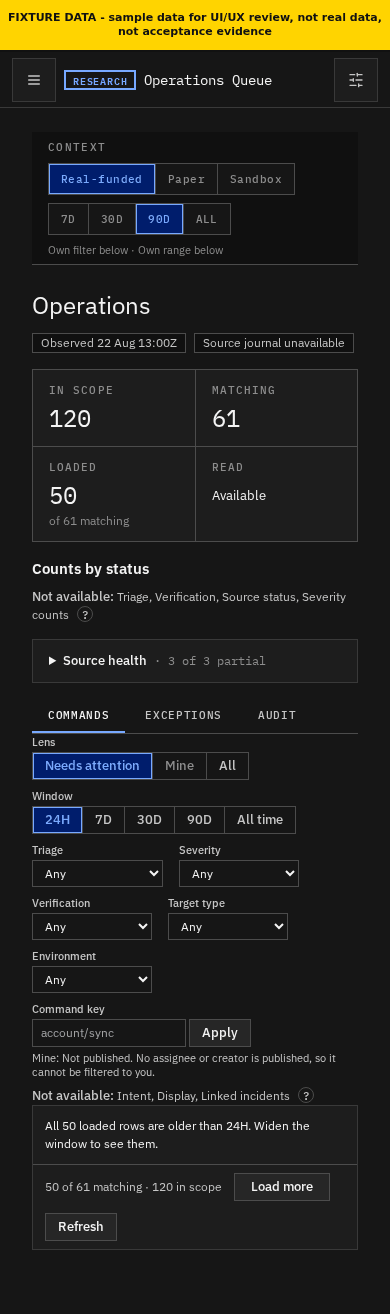 FIXTURE DATA - sample data for UI/UX review, not real data,
not acceptance evidence
RESEARCH Operations Queue
CONTEXT
Real-funded Paper Sandbox
7D 30D 90D ALL
Own filter below · Own range below
Operations
Observed 22 Aug 13:00Z Source journal unavailable
IN SCOPE MATCHING
120 61
LOADED READ
50 Available
of 61 matching
Counts by status
Not available: Triage, Verification, Source status, Severity
counts ?
Source health · 3 of 3 partial
COMMANDS EXCEPTIONS AUDIT
Lens
Needs attention Mine All
Window
24H 7D 30D 90D All time
Triage Severity
Any Any
Verification Target type
Any Any
Environment
Any
Command key
account/sync Apply
Mine: Not published. No assignee or creator is published, so it
cannot be filtered to you.
Not available: Intent, Display, Linked incidents ?
All 50 loaded rows are older than 24H. Widen the
window to see them.
50 of 61 matching · 120 in scope Load more
Refresh